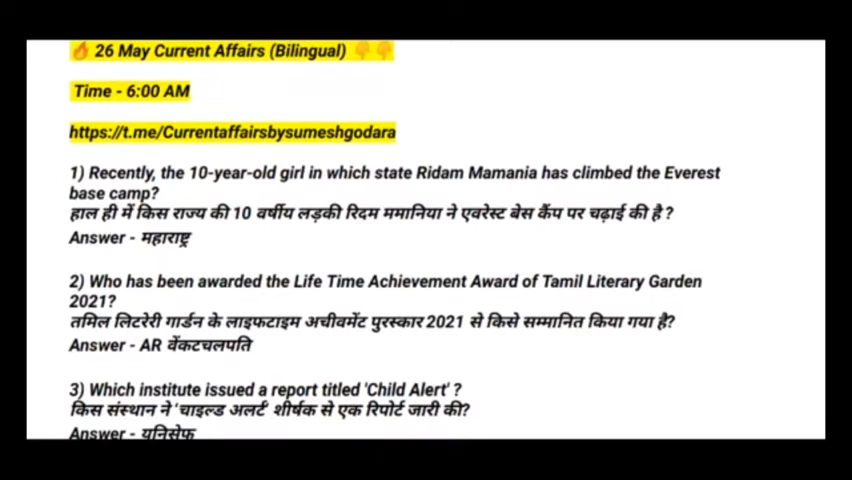 🔥 26 May Current Affairs (Bilingual) 👇👇
Time - 6:00 AM
https://t.me/Currentaffairsbysumeshgodara
1) Recently, the 10-year-old girl in which state Ridam Mamania has climbed the Everest
base camp?
हाल ही में किस राज्य की 10 वर्षीय लड़की रिदम ममानिया ने एवरेस्ट बेस कैंप पर चढ़ाई की है ?
Answer - महाराष्ट्र
2) Who has been awarded the Life Time Achievement Award of Tamil Literary Garden
2021?
तमिल लिटरेरी गार्डन के लाइफटाइम अचीवमेंट पुरस्कार 2021 से किसे सम्मानित किया गया है?
Answer - AR वेंकटचलपति
3) Which institute issued a report titled 'Child Alert' ?
किस संस्थान ने 'चाइल्ड अलर्ट' शीर्षक से एक रिपोर्ट जारी की?
Answer - यूनिसेफ